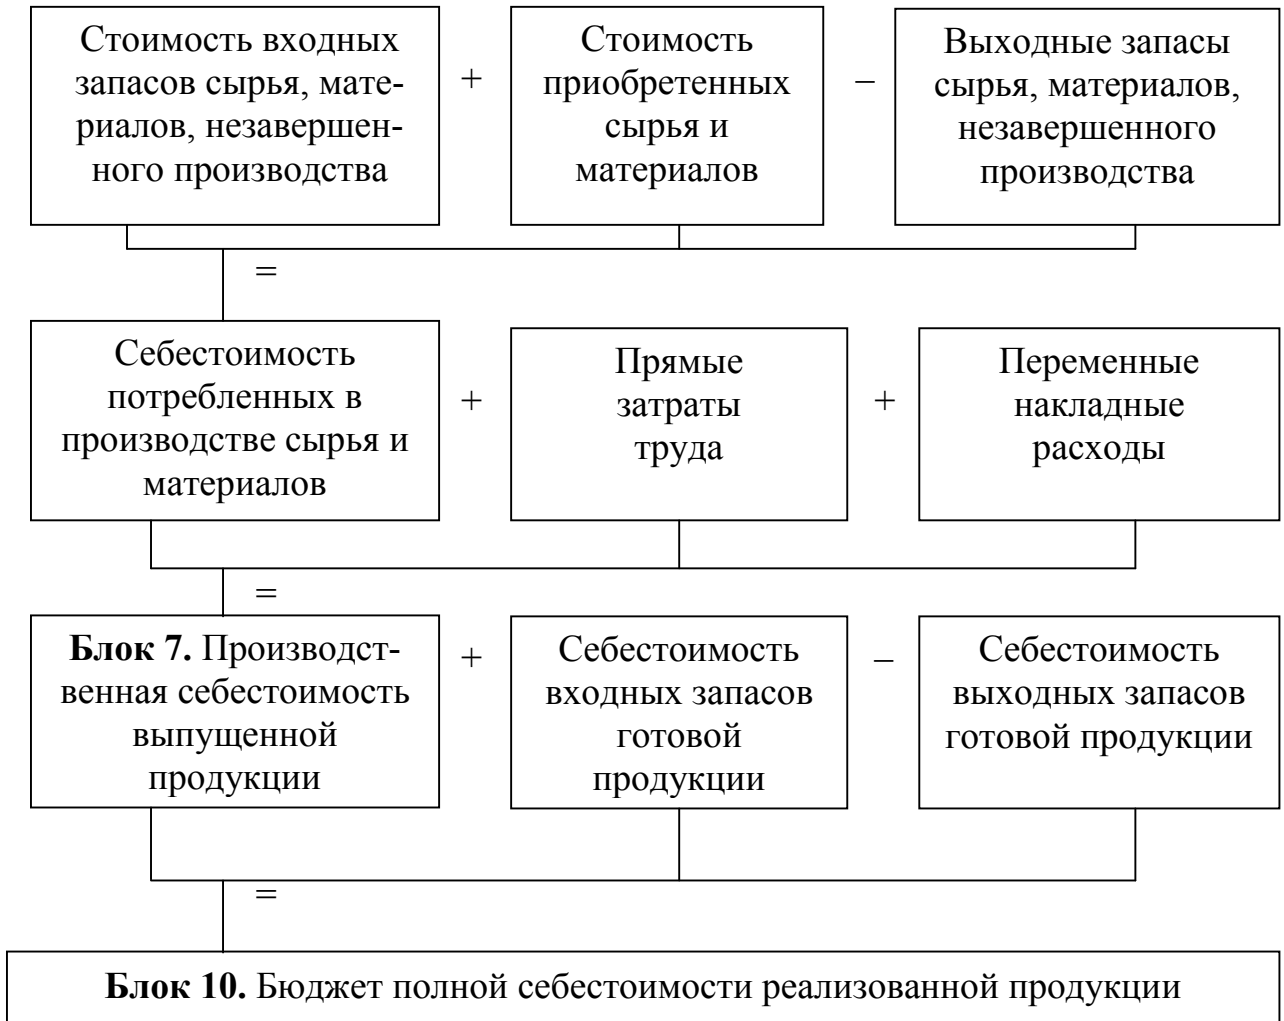 Стоимость входных
запасов сырья, мате-
риалов, незавершен-
ного производства
+
Стоимость
приобретенных
сырья и
материалов
–
Выходные запасы
сырья, материалов,
незавершенного
производства
=
Себестоимость
потребленных в
производстве сырья и
материалов
+
Прямые
затраты
труда
+
Переменные
накладные
расходы
=
Блок 7. Производст-
венная себестоимость
выпущенной
продукции
+
Себестоимость
входных запасов
готовой
продукции
–
Себестоимость
выходных запасов
готовой продукции
=
Блок 10. Бюджет полной себестоимости реализованной продукции